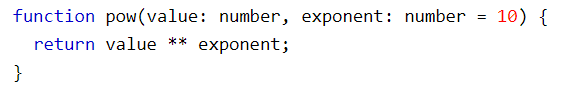 function pow(value: number, exponent: number = 10) {
  return value ** exponent;
}